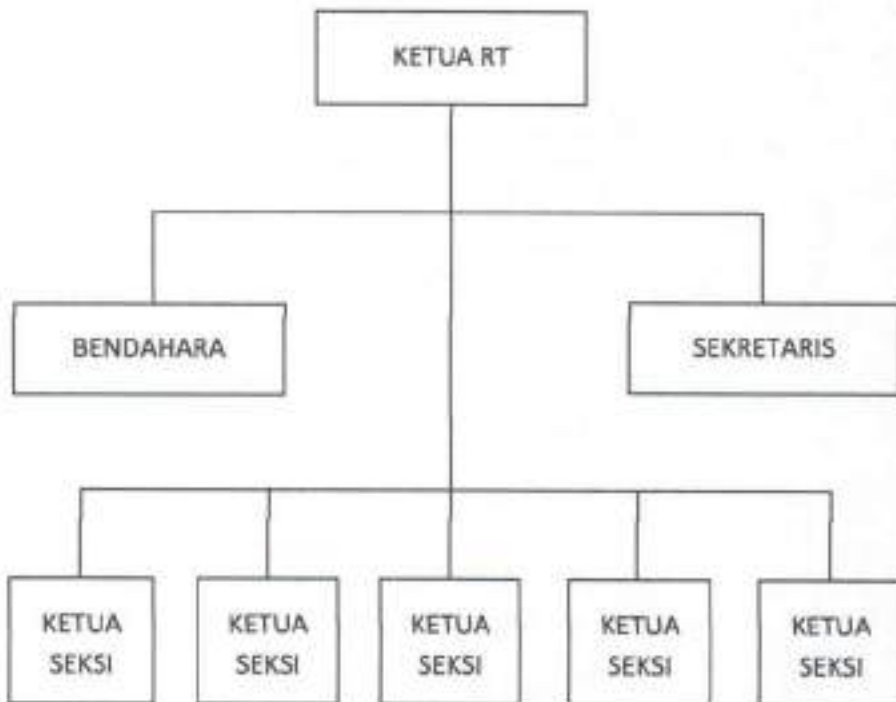 KETUA RT
BENDAHARA
SEKRETARIS
KETUA
SEKSI
KETUA
SEKSI
KETUA
SEKSI
KETUA
SEKSI
KETUA
SEKSI